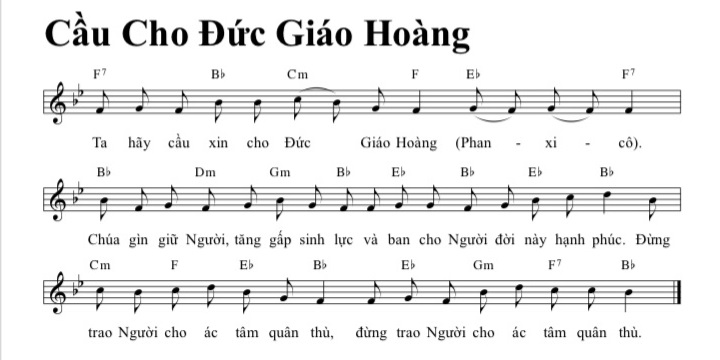 Cầu Cho Đức Giáo Hoàng
F7 B♭ Cm F E♭ F7
Ta hãy cầu xin cho Đức Giáo Hoàng (Phan - xi - cô).
B♭ Dm Gm B♭ E♭ B♭ E♭ B♭
Chúa gìn giữ Người, tăng gấp sinh lực và ban cho Người đời này hạnh phúc. Đừng
Cm F E♭ B♭ E♭ Gm F7 B♭
trao Người cho ác tâm quân thù, đừng trao Người cho ác tâm quân thù.